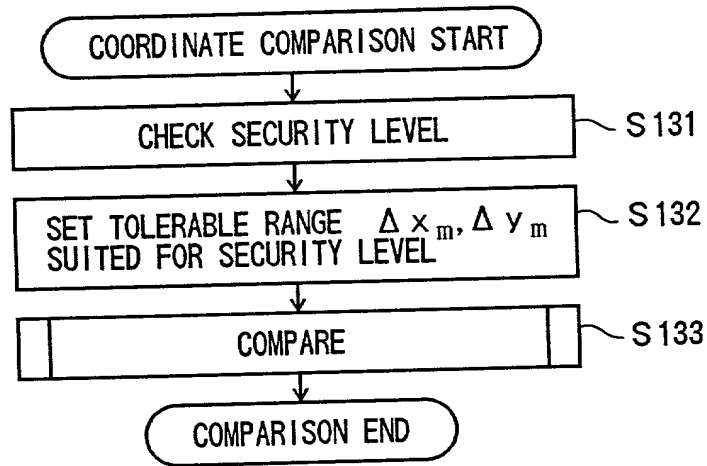 COORDINATE COMPARISON START
CHECK SECURITY LEVEL
S131
SET TOLERABLE RANGE Δxm, Δym
SUITED FOR SECURITY LEVEL
S132
COMPARE
S133
COMPARISON END